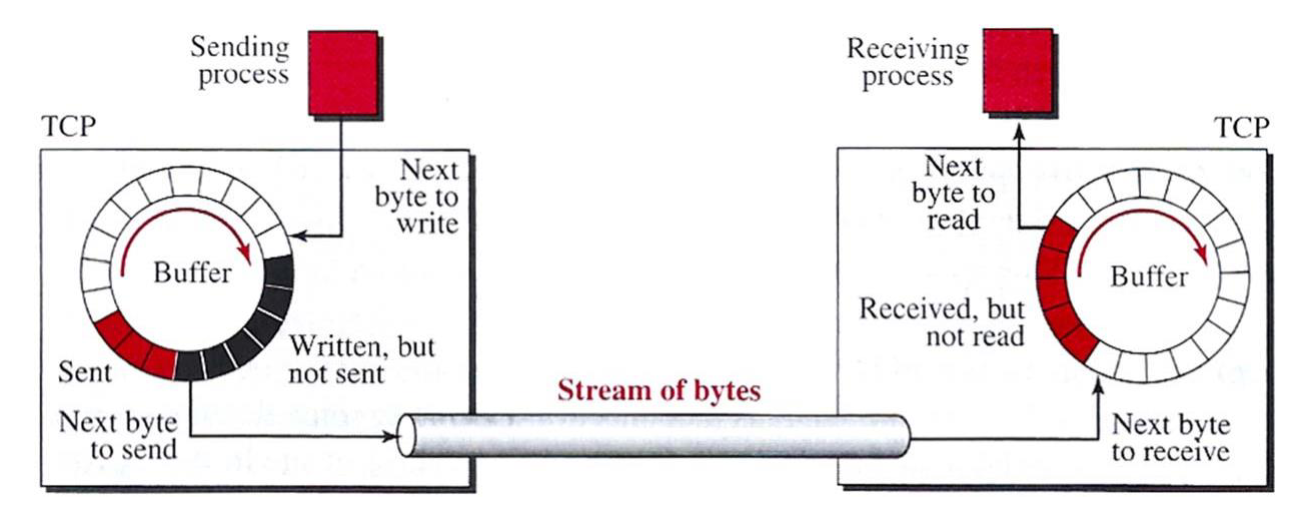 Sending
process
Receiving
process
TCP
TCP
Next
byte to
write
Buffer
Written, but
not sent
Sent
Next byte
to send
Stream of bytes
Next
byte to
read
Buffer
Received, but
not read
Next byte
to receive